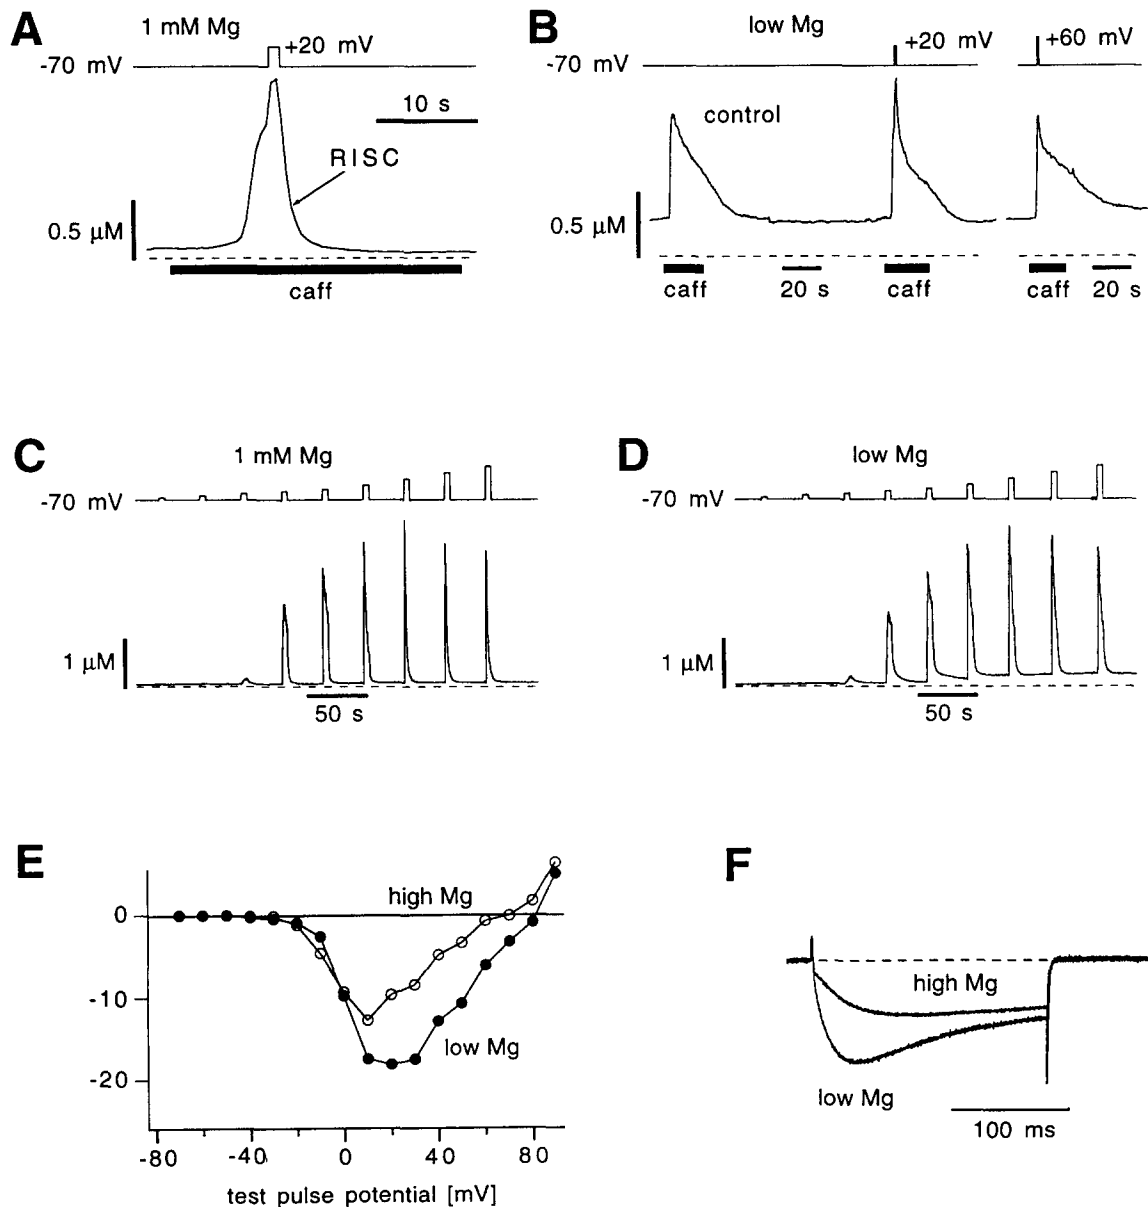 A
1 mM Mg
+20 mV
-70 mV
10 s
RISC
0.5 µM
caff
B
low Mg
+20 mV
+60 mV
-70 mV
control
0.5 µM
caff
20 s
caff
caff
20 s
C
1 mM Mg
-70 mV
1 µM
50 s
D
low Mg
-70 mV
1 µM
50 s
E
high Mg
0
-10
low Mg
-20
-80
-40
0
40
80
test pulse potential [mV]
F
high Mg
low Mg
100 ms